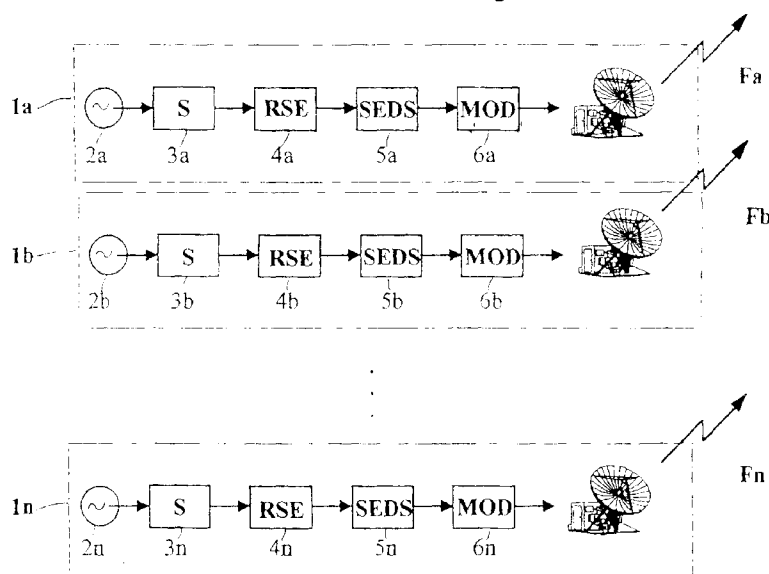 Fa
1a
~
S
RSE
SEDS
MOD
2a
3a
4a
5a
6a
Fb
1b
~
S
RSE
SEDS
MOD
2b
3b
4b
5b
6b
Fn
1n
~
S
RSE
SEDS
MOD
2n
3n
4n
5n
6n